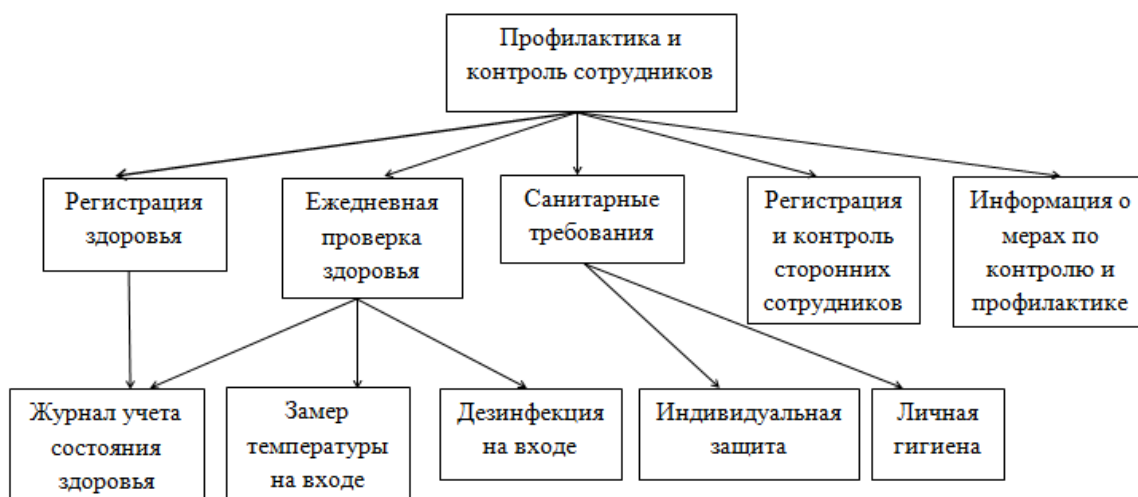 Профилактика и
контроль сотрудников
Регистрация
здоровья
Ежедневная
проверка
здоровья
Санитарные
требования
Регистрация
и контроль
сторонних
сотрудников
Информация о
мерах по
контролю и
профилактике
Журнал учета
состояния
здоровья
Замер
температуры
на входе
Дезинфекция
на входе
Индивидуальная
защита
Личная
гигиена